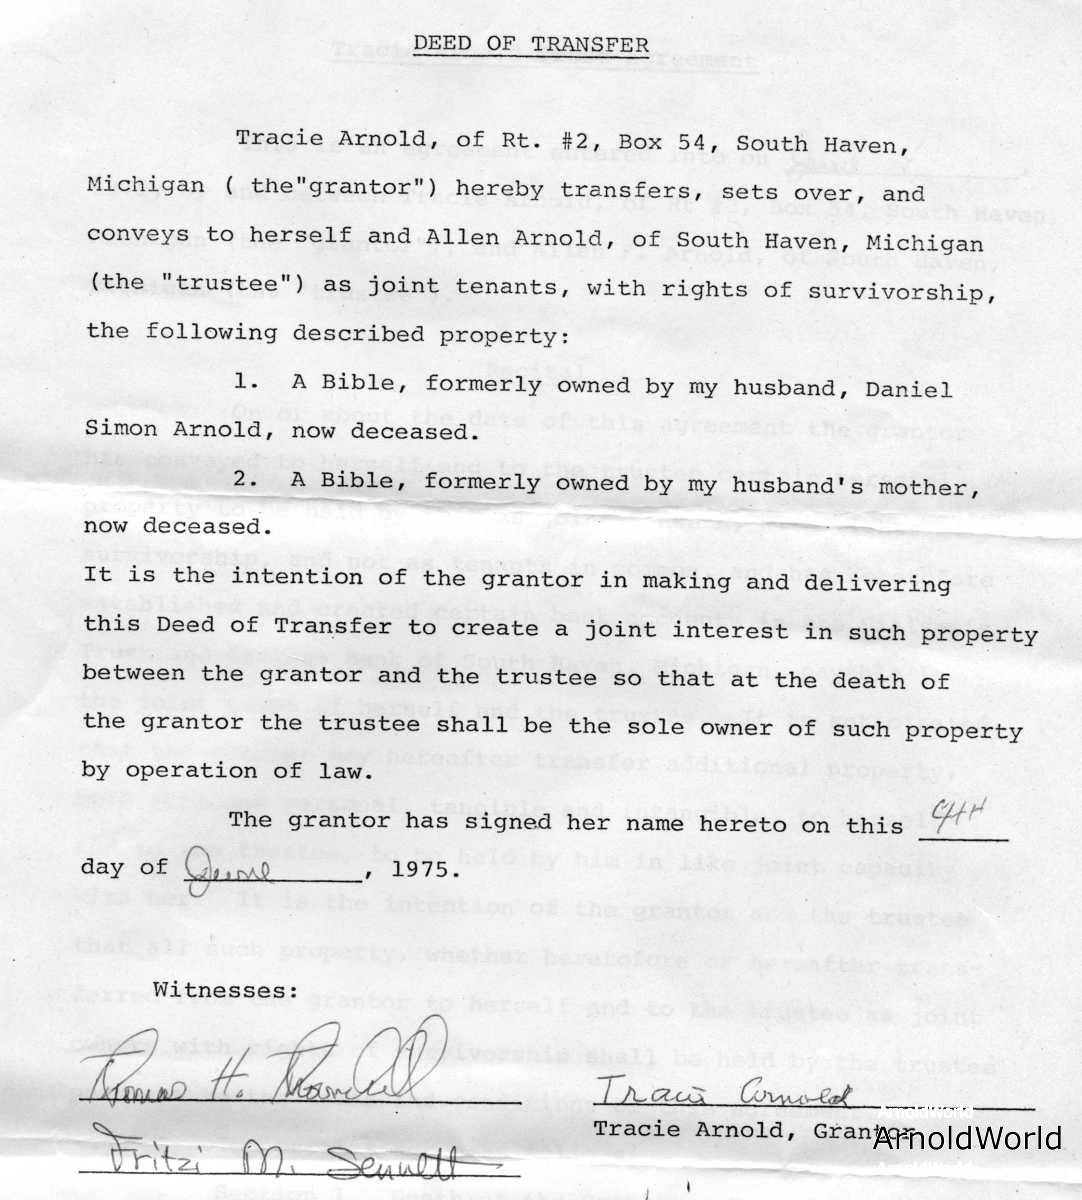 DEED OF TRANSFER
Tracie Arnold, of Rt. #2, Box 54, South Haven,
Michigan ( the"grantor") hereby transfers, sets over, and
conveys to herself and Allen Arnold, of South Haven, Michigan
(the "trustee") as joint tenants, with rights of survivorship,
the following described property:
1. A Bible, formerly owned by my husband, Daniel
Simon Arnold, now deceased.
2. A Bible, formerly owned by my husband's mother,
now deceased.
It is the intention of the grantor in making and delivering
this Deed of Transfer to create a joint interest in such property
between the grantor and the trustee so that at the death of
the grantor the trustee shall be the sole owner of such property
by operation of law.
The grantor has signed her name hereto on this 4th
day of June, 1975.
Witnesses:
Thomas H.
Tracie Arnold
Tracie Arnold, Grantor
Fritzi M. Sennett
ArnoldWorld
ArnoldWorld
ArnoldWorld